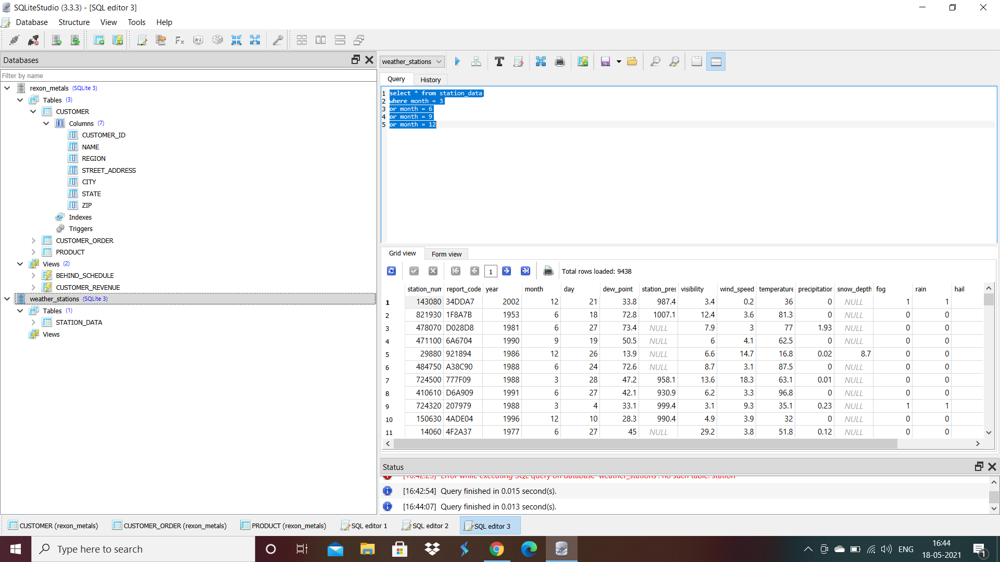 SQLiteStudio (3.3.3) - [SQL editor 3]
Database Structure View Tools Help
Databases
Filter by name
rexon_metals (SQLite 3)
Tables (3)
CUSTOMER
Columns (7)
CUSTOMER_ID
NAME
REGION
STREET_ADDRESS
CITY
STATE
ZIP
Indexes
Triggers
CUSTOMER_ORDER
PRODUCT
Views (2)
BEHIND_SCHEDULE
CUSTOMER_REVENUE
weather_stations (SQLite 3)
Tables (1)
STATION_DATA
Views
weather_stations
Query History
1 select * from station_data
2 where month = 3
3 or month = 6
4 or month = 9
5 or month = 12
Grid view Form view
1 Total rows loaded: 9438
station_num report_code year month day dew_point station_pres visibility wind_speed temperature precipitation snow_depth fog rain hail
1 143080 34DDA7 2002 12 21 33.8 987.4 3.4 0.2 36 0 NULL 1 1
2 821930 1F8A7B 1953 6 18 72.8 1007.1 12.4 3.6 81.3 0 NULL 0 0
3 478070 D028D8 1981 6 27 73.4 NULL 7.9 3 77 1.93 NULL 0 0
4 471100 6A6704 1990 9 19 50.5 NULL 6 4.1 62.5 0 NULL 0 0
5 29880 921894 1986 12 26 13.9 NULL 6.6 14.7 16.8 0.02 8.7 0 0
6 484750 A38C90 1988 6 24 72.6 NULL 8.7 3.1 87.5 0 NULL 0 0
7 724500 777F09 1988 3 28 47.2 958.1 13.6 18.3 63.1 0.01 NULL 0 0
8 410610 D6A909 1991 6 27 42.1 930.9 6.2 3.3 96.8 0 NULL 0 0
9 724320 207979 1988 3 4 33.1 999.4 3.1 9.3 35.1 0.23 NULL 1 1
10 150630 4ADE04 1996 12 10 28.3 990.4 4.9 3.9 32 0 NULL 0 0
11 14060 4F2A37 1977 6 27 45 NULL 29.2 3.8 51.8 0.12 NULL 0 0
Status
[16:42:25] Error while executing SQL query on database 'weather_stations': no such table: station
[16:42:54] Query finished in 0.015 second(s).
[16:44:07] Query finished in 0.013 second(s).
CUSTOMER (rexon_metals) CUSTOMER_ORDER (rexon_metals) PRODUCT (rexon_metals) SQL editor 1 SQL editor 2 SQL editor 3
Type here to search
ENG
16:44
18-05-2021
1